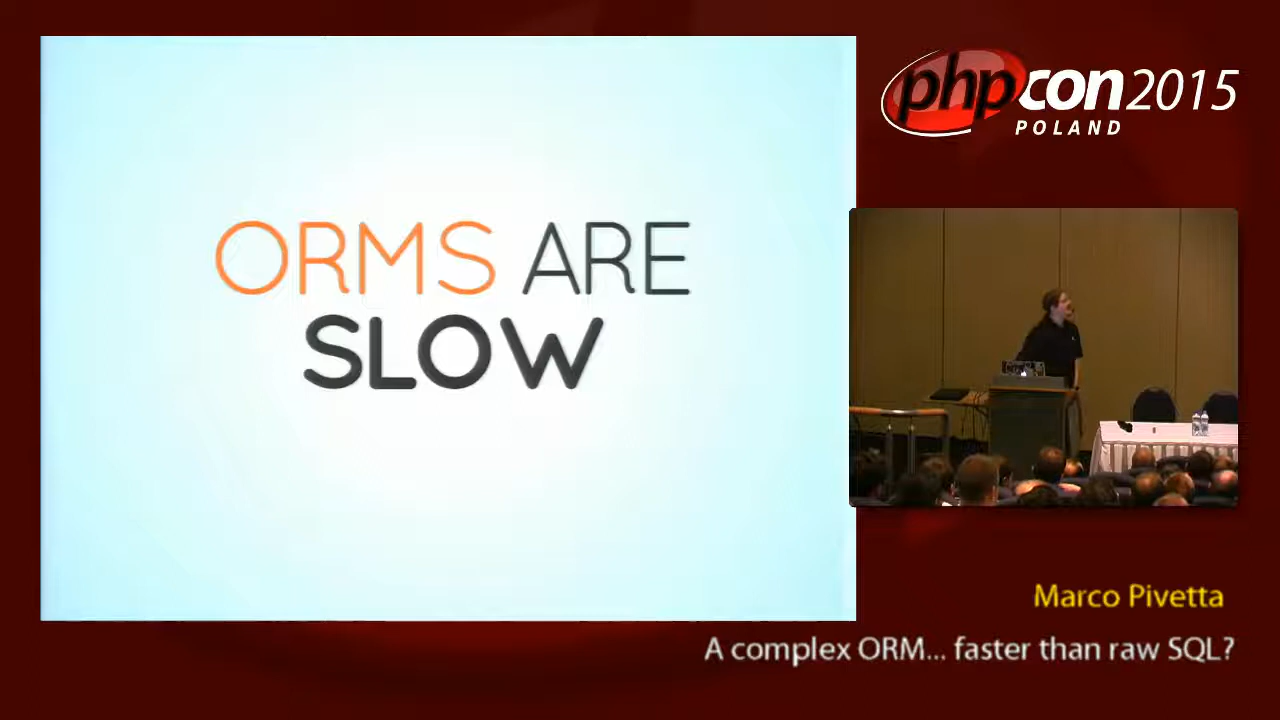 ORMS ARE
SLOW
phpcon2015
POLAND
Marco Pivetta
A complex ORM... faster than raw SQL?